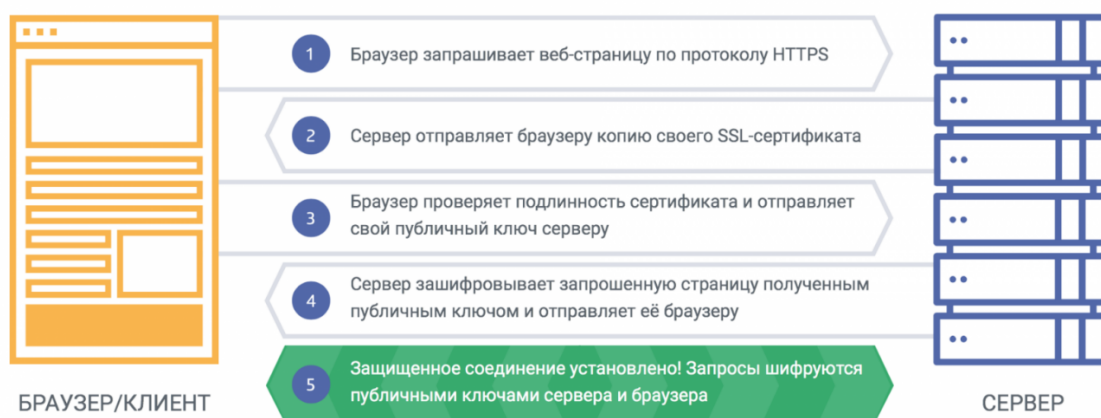 1
Браузер запрашивает веб-страницу по протоколу HTTPS
2
Сервер отправляет браузеру копию своего SSL-сертификата
3
Браузер проверяет подлинность сертификата и отправляет
свой публичный ключ серверу
4
Сервер зашифровывает запрошенную страницу полученным
публичным ключом и отправляет её браузеру
5
Защищенное соединение установлено! Запросы шифруются
публичными ключами сервера и браузера
БРАУЗЕР/КЛИЕНТ
СЕРВЕР